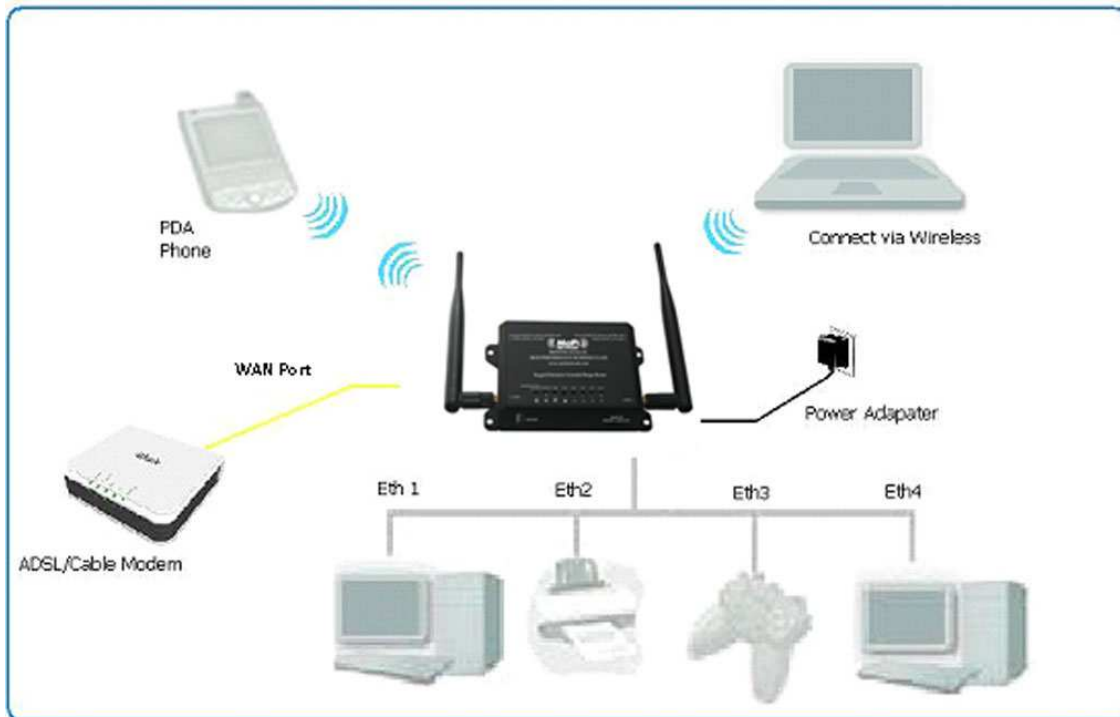 PDA
Phone
Connect via Wireless
WAN Port
Power Adapater
Eth 1
Eth2
Eth3
Eth4
ADSL/Cable Modem